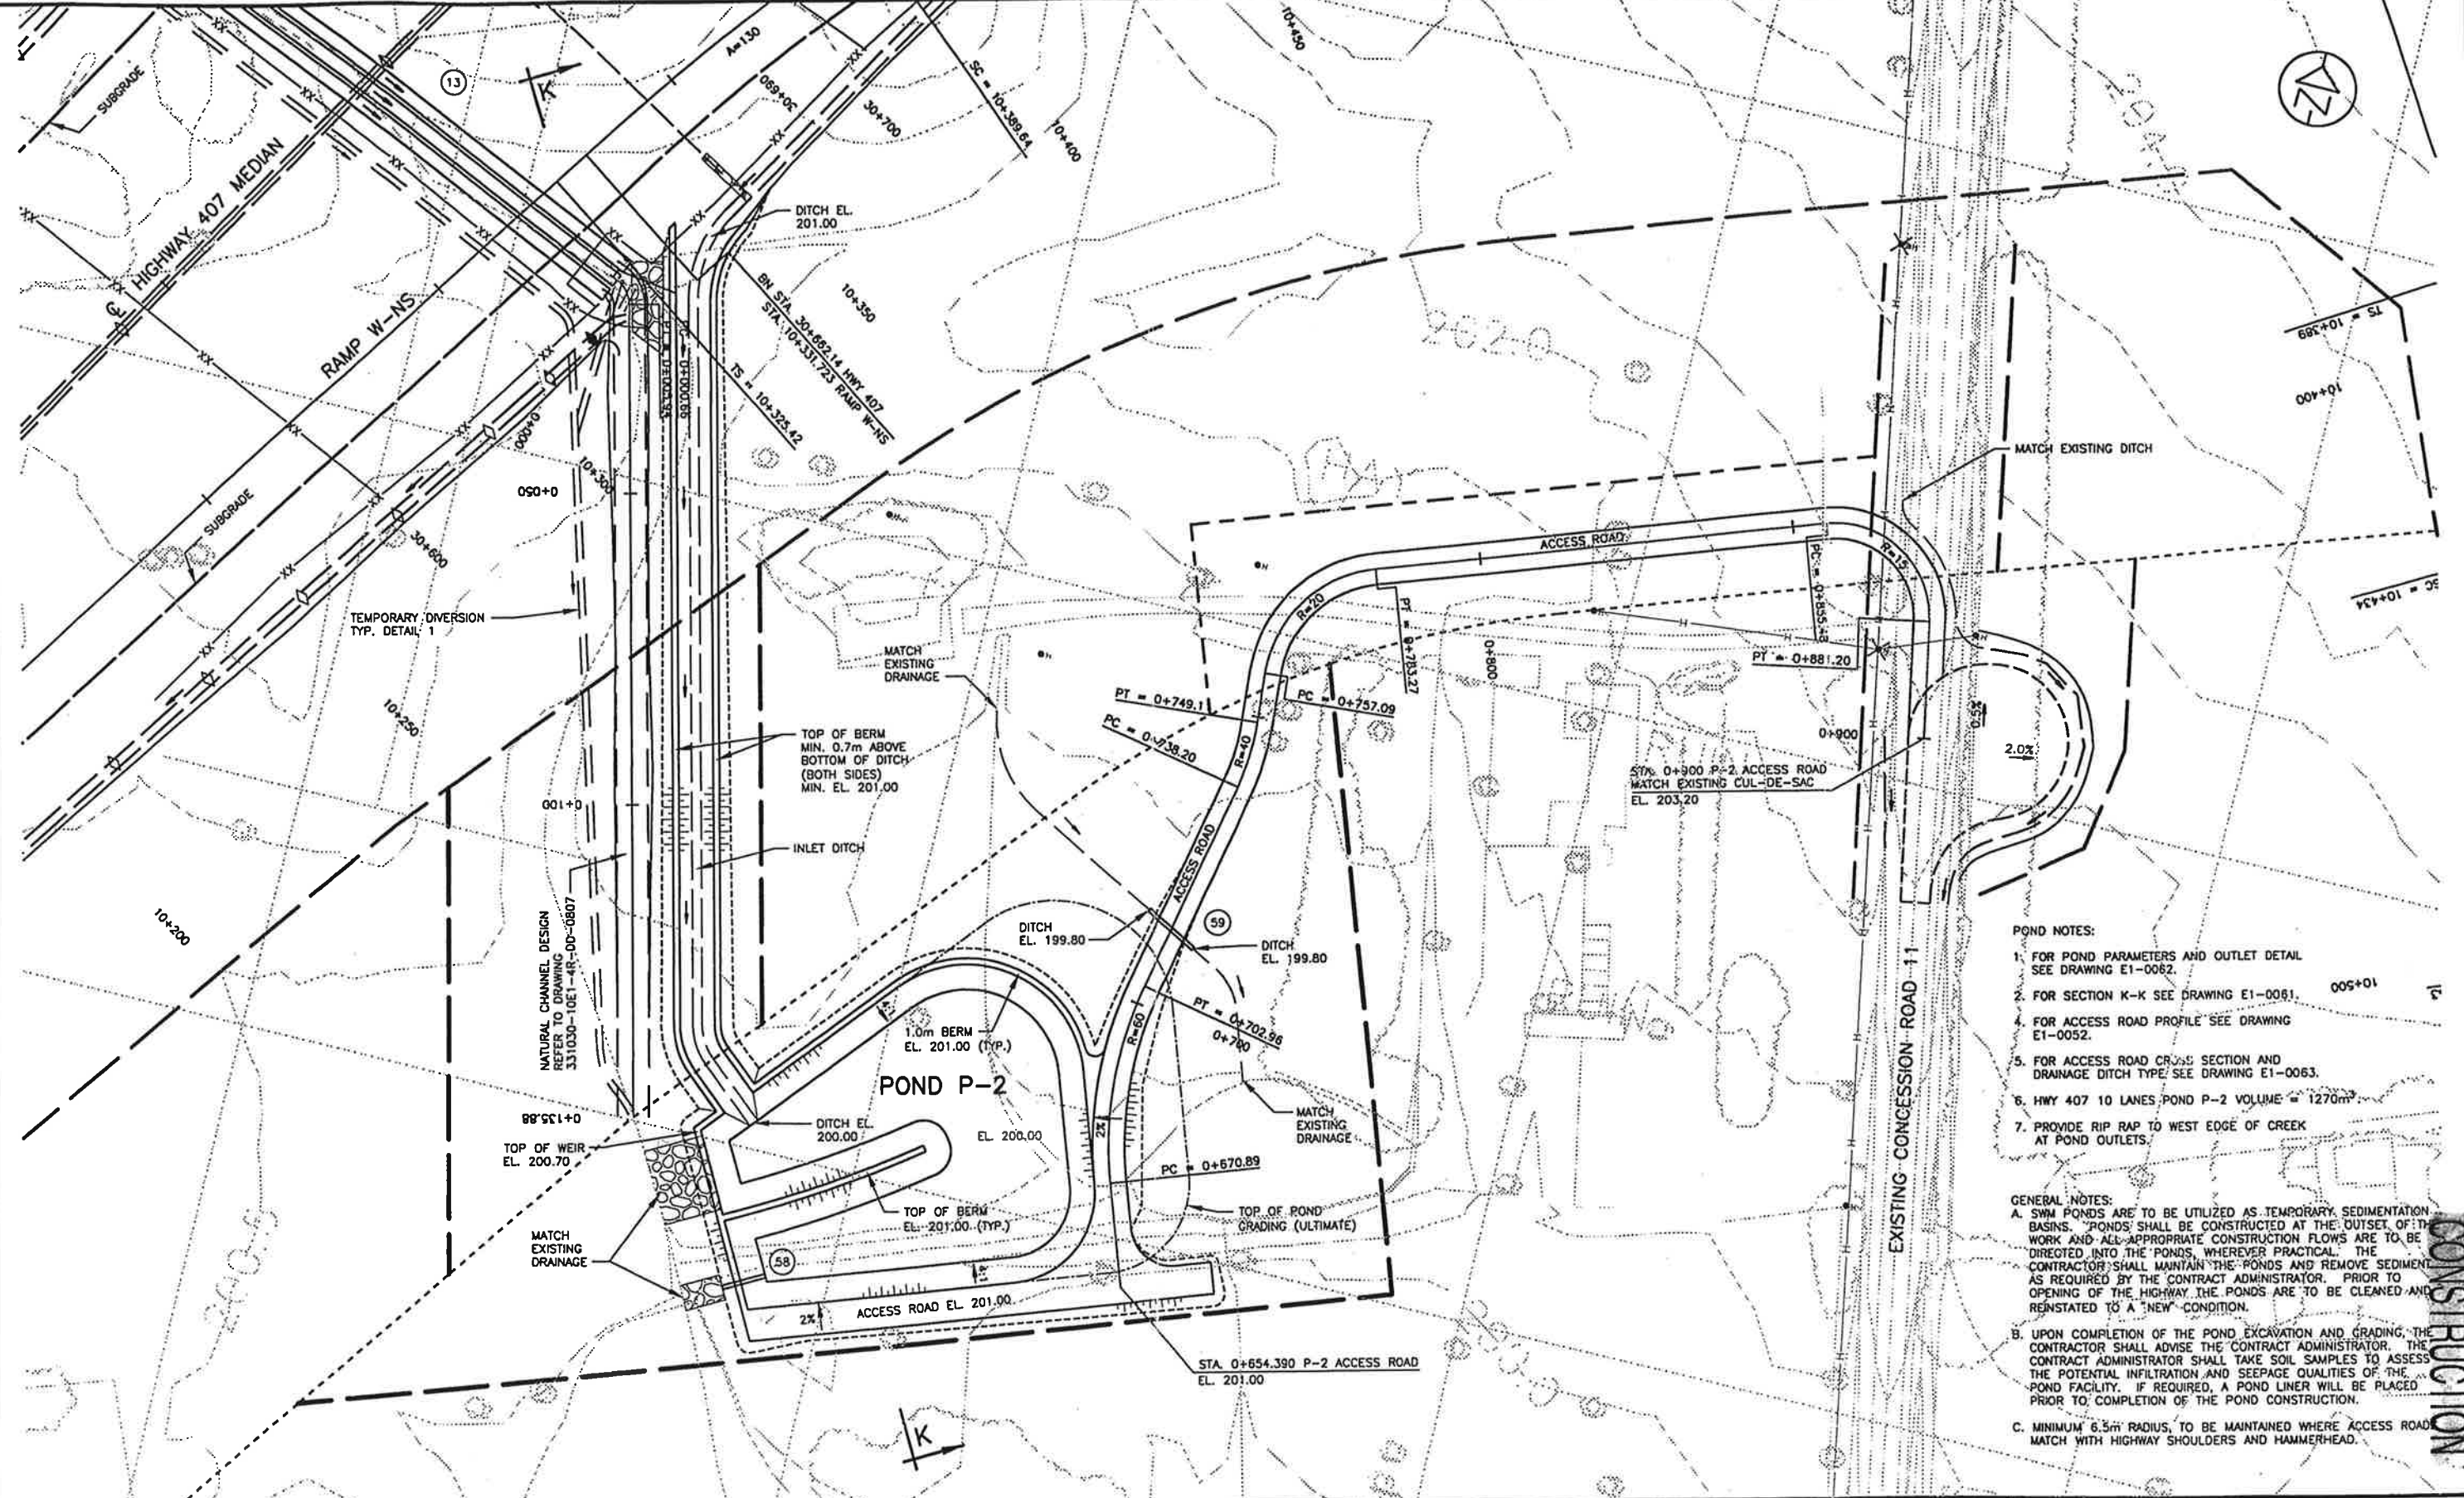 SUBGRADE
13
K
A=130
30+690
30+700
SC = 10+389.64
10+400
10+450
204.0
N
HIGHWAY 407 MEDIAN
RAMP W-NS
DITCH EL.
201.00
BN STA. 30+662.14 HWY 407
STA. 10+331.723 RAMP W-NS
10+350
TS = 10+325.42
202.0
TS = 10+389
10+400
SC = 10+434
MATCH EXISTING DITCH
0+000
10+300
0+050
SUBGRADE
30+600
TEMPORARY DIVERSION
TYP. DETAIL 1
10+250
10+200
0+100
MATCH
EXISTING
DRAINAGE
TOP OF BERM
MIN. 0.7m ABOVE
BOTTOM OF DITCH
(BOTH SIDES)
MIN. EL. 201.00
INLET DITCH
NATURAL CHANNEL DESIGN
REFER TO DRAWING
331030-10E1-4R-DD-0807
0+135.88
ACCESS ROAD
R=20
R=15
PC = 0+855.48
PT = 0+783.27
0+800
PT = 0+881.20
PT = 0+749.11
PC = 0+757.09
PC = 0+738.20
R=40
0+900
0.5%
2.0%
STA. 0+900 P-2 ACCESS ROAD
MATCH EXISTING CUL-DE-SAC
EL. 203.20
ACCESS ROAD
59
DITCH
EL. 199.80
DITCH
EL. 199.80
PT = 0+702.96
0+700
R=60
1.0m BERM
EL. 201.00 (TYP.)
4:1
POND P-2
EL. 200.00
DITCH EL.
200.00
2%
MATCH
EXISTING
DRAINAGE
PC = 0+670.89
TOP OF WEIR
EL. 200.70
TOP OF BERM
EL. 201.00 (TYP.)
TOP OF POND
GRADING (ULTIMATE)
MATCH
EXISTING
DRAINAGE
58
4:1
2%
ACCESS ROAD EL. 201.00
STA. 0+654.390 P-2 ACCESS ROAD
EL. 201.00
K
EXISTING CONCESSION ROAD 11
10+500
POND NOTES:
1. FOR POND PARAMETERS AND OUTLET DETAIL
SEE DRAWING E1-0062.
2. FOR SECTION K-K SEE DRAWING E1-0061.
4. FOR ACCESS ROAD PROFILE SEE DRAWING
E1-0052.
5. FOR ACCESS ROAD CROSS SECTION AND
DRAINAGE DITCH TYPE SEE DRAWING E1-0063.
6. HWY 407 10 LANES POND P-2 VOLUME = 1270m³.
7. PROVIDE RIP RAP TO WEST EDGE OF CREEK
AT POND OUTLETS.
GENERAL NOTES:
A. SWM PONDS ARE TO BE UTILIZED AS TEMPORARY SEDIMENTATION
BASINS. PONDS SHALL BE CONSTRUCTED AT THE OUTSET OF TH
WORK AND ALL APPROPRIATE CONSTRUCTION FLOWS ARE TO BE
DIRECTED INTO THE PONDS, WHEREVER PRACTICAL. THE
CONTRACTOR SHALL MAINTAIN THE PONDS AND REMOVE SEDIMENT
AS REQUIRED BY THE CONTRACT ADMINISTRATOR. PRIOR TO
OPENING OF THE HIGHWAY THE PONDS ARE TO BE CLEANED AND
REINSTATED TO A "NEW" CONDITION.
B. UPON COMPLETION OF THE POND EXCAVATION AND GRADING, THE
CONTRACTOR SHALL ADVISE THE CONTRACT ADMINISTRATOR. THE
CONTRACT ADMINISTRATOR SHALL TAKE SOIL SAMPLES TO ASSESS
THE POTENTIAL INFILTRATION AND SEEPAGE QUALITIES OF THE
POND FACILITY. IF REQUIRED, A POND LINER WILL BE PLACED
PRIOR TO COMPLETION OF THE POND CONSTRUCTION.
C. MINIMUM 6.5m RADIUS, TO BE MAINTAINED WHERE ACCESS ROADS
MATCH WITH HIGHWAY SHOULDERS AND HAMMERHEAD.
CONSTRUCTION